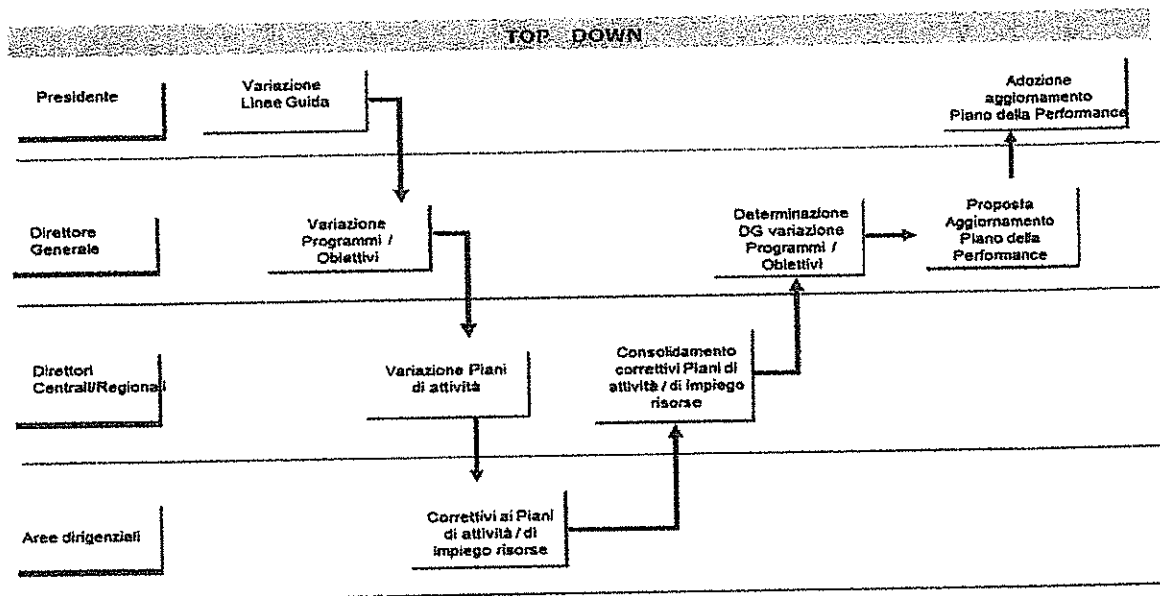 TOP DOWN
Presidente
Variazione
Linee Guida
Adozione
aggiornamento
Piano della Performance
Direttore
Generale
Variazione
Programmi /
Obiettivi
Determinazione
DG variazione
Programmi /
Obiettivi
Proposta
Aggiornamento
Piano della
Performance
Direttori
Centrali/Regionali
Variazione Piani
di attività
Consolidamento
correttivi Piani di
attività / di impiego
risorse
Aree dirigenziali
Correttivi ai Piani
di attività / di
impiego risorse